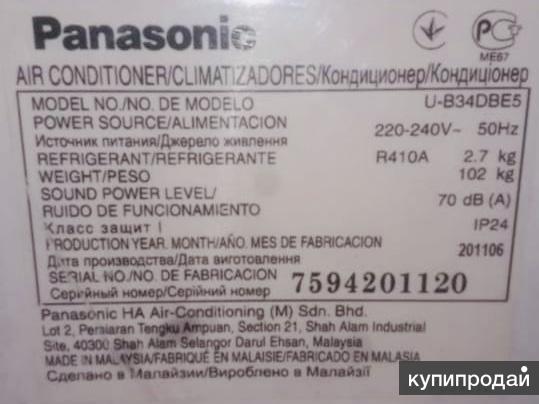 Panasonic
ME67
AIR CONDITIONER/CLIMATIZADORES/Кондиционер/Кондиціонер
MODEL NO./NO. DE MODELO U-B34DBE5
POWER SOURCE/ALIMENTACION 220-240V~ 50Hz
Источник питания/Джерело живлення
REFRIGERANT/REFRIGERANTE R410A 2.7 kg
WEIGHT/PESO 102 kg
SOUND POWER LEVEL/ 70 dB (A)
RUIDO DE FUNCIONAMIENTO
Класс защит I IP24
PRODUCTION YEAR. MONTH/AÑO. MES DE FABRICACION 201106
Дата производства/Дата виготовлення
SERIAL NO./NO. DE FABRICACION 7594201120
Серийный номер/Серійний номер
Panasonic HA Air-Conditioning (M) Sdn. Bhd.
Lot 2, Persiaran Tengku Ampuan, Section 21, Shah Alam Industrial
Site, 40300 Shah Alam Selangor Darul Ehsan, Malaysia
MADE IN MALAYSIA/FABRIQUÉ EN MALAISIE/FABRICADO EN MALASIA
Сделано в Малайзии/Вироблено в Малайзії
купипродай